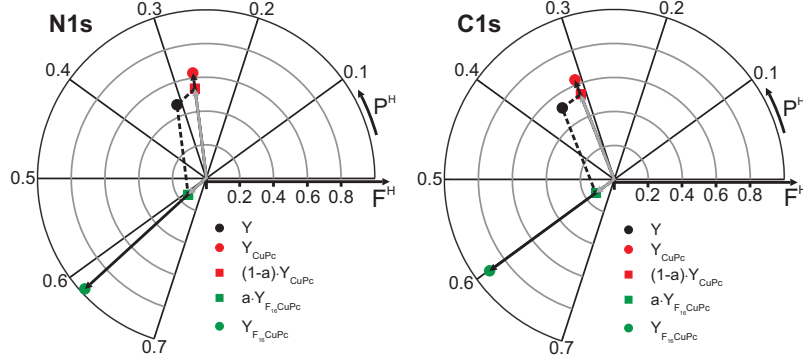 N1s
0.3
0.2
0.4
0.1
P^H
0.5
0.2 0.4 0.6 0.8
F^H
0.6
0.7
Y
Y_CuPc
(1-a)·Y_CuPc
a·Y_F₁₆CuPc
Y_F₁₆CuPc
C1s
0.3
0.2
0.4
0.1
P^H
0.5
0.2 0.4 0.6 0.8
F^H
0.6
0.7
Y
Y_CuPc
(1-a)·Y_CuPc
a·Y_F₁₆CuPc
Y_F₁₆CuPc